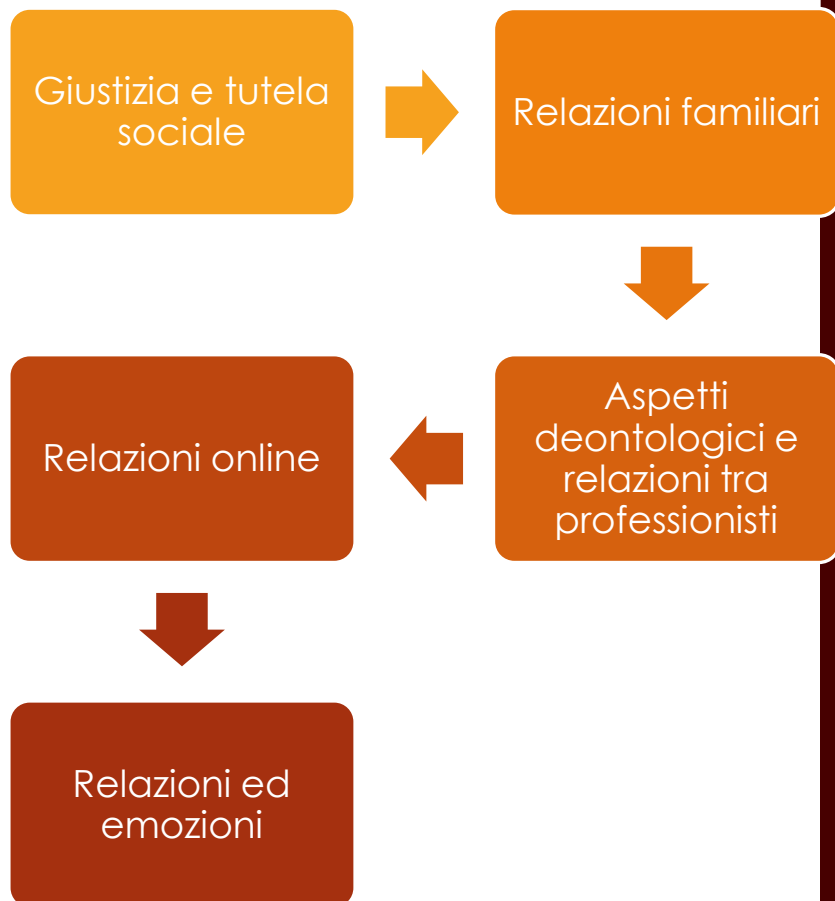 Giustizia e tutela
sociale
Relazioni familiari
Aspetti
deontologici e
relazioni tra
professionisti
Relazioni online
Relazioni ed
emozioni